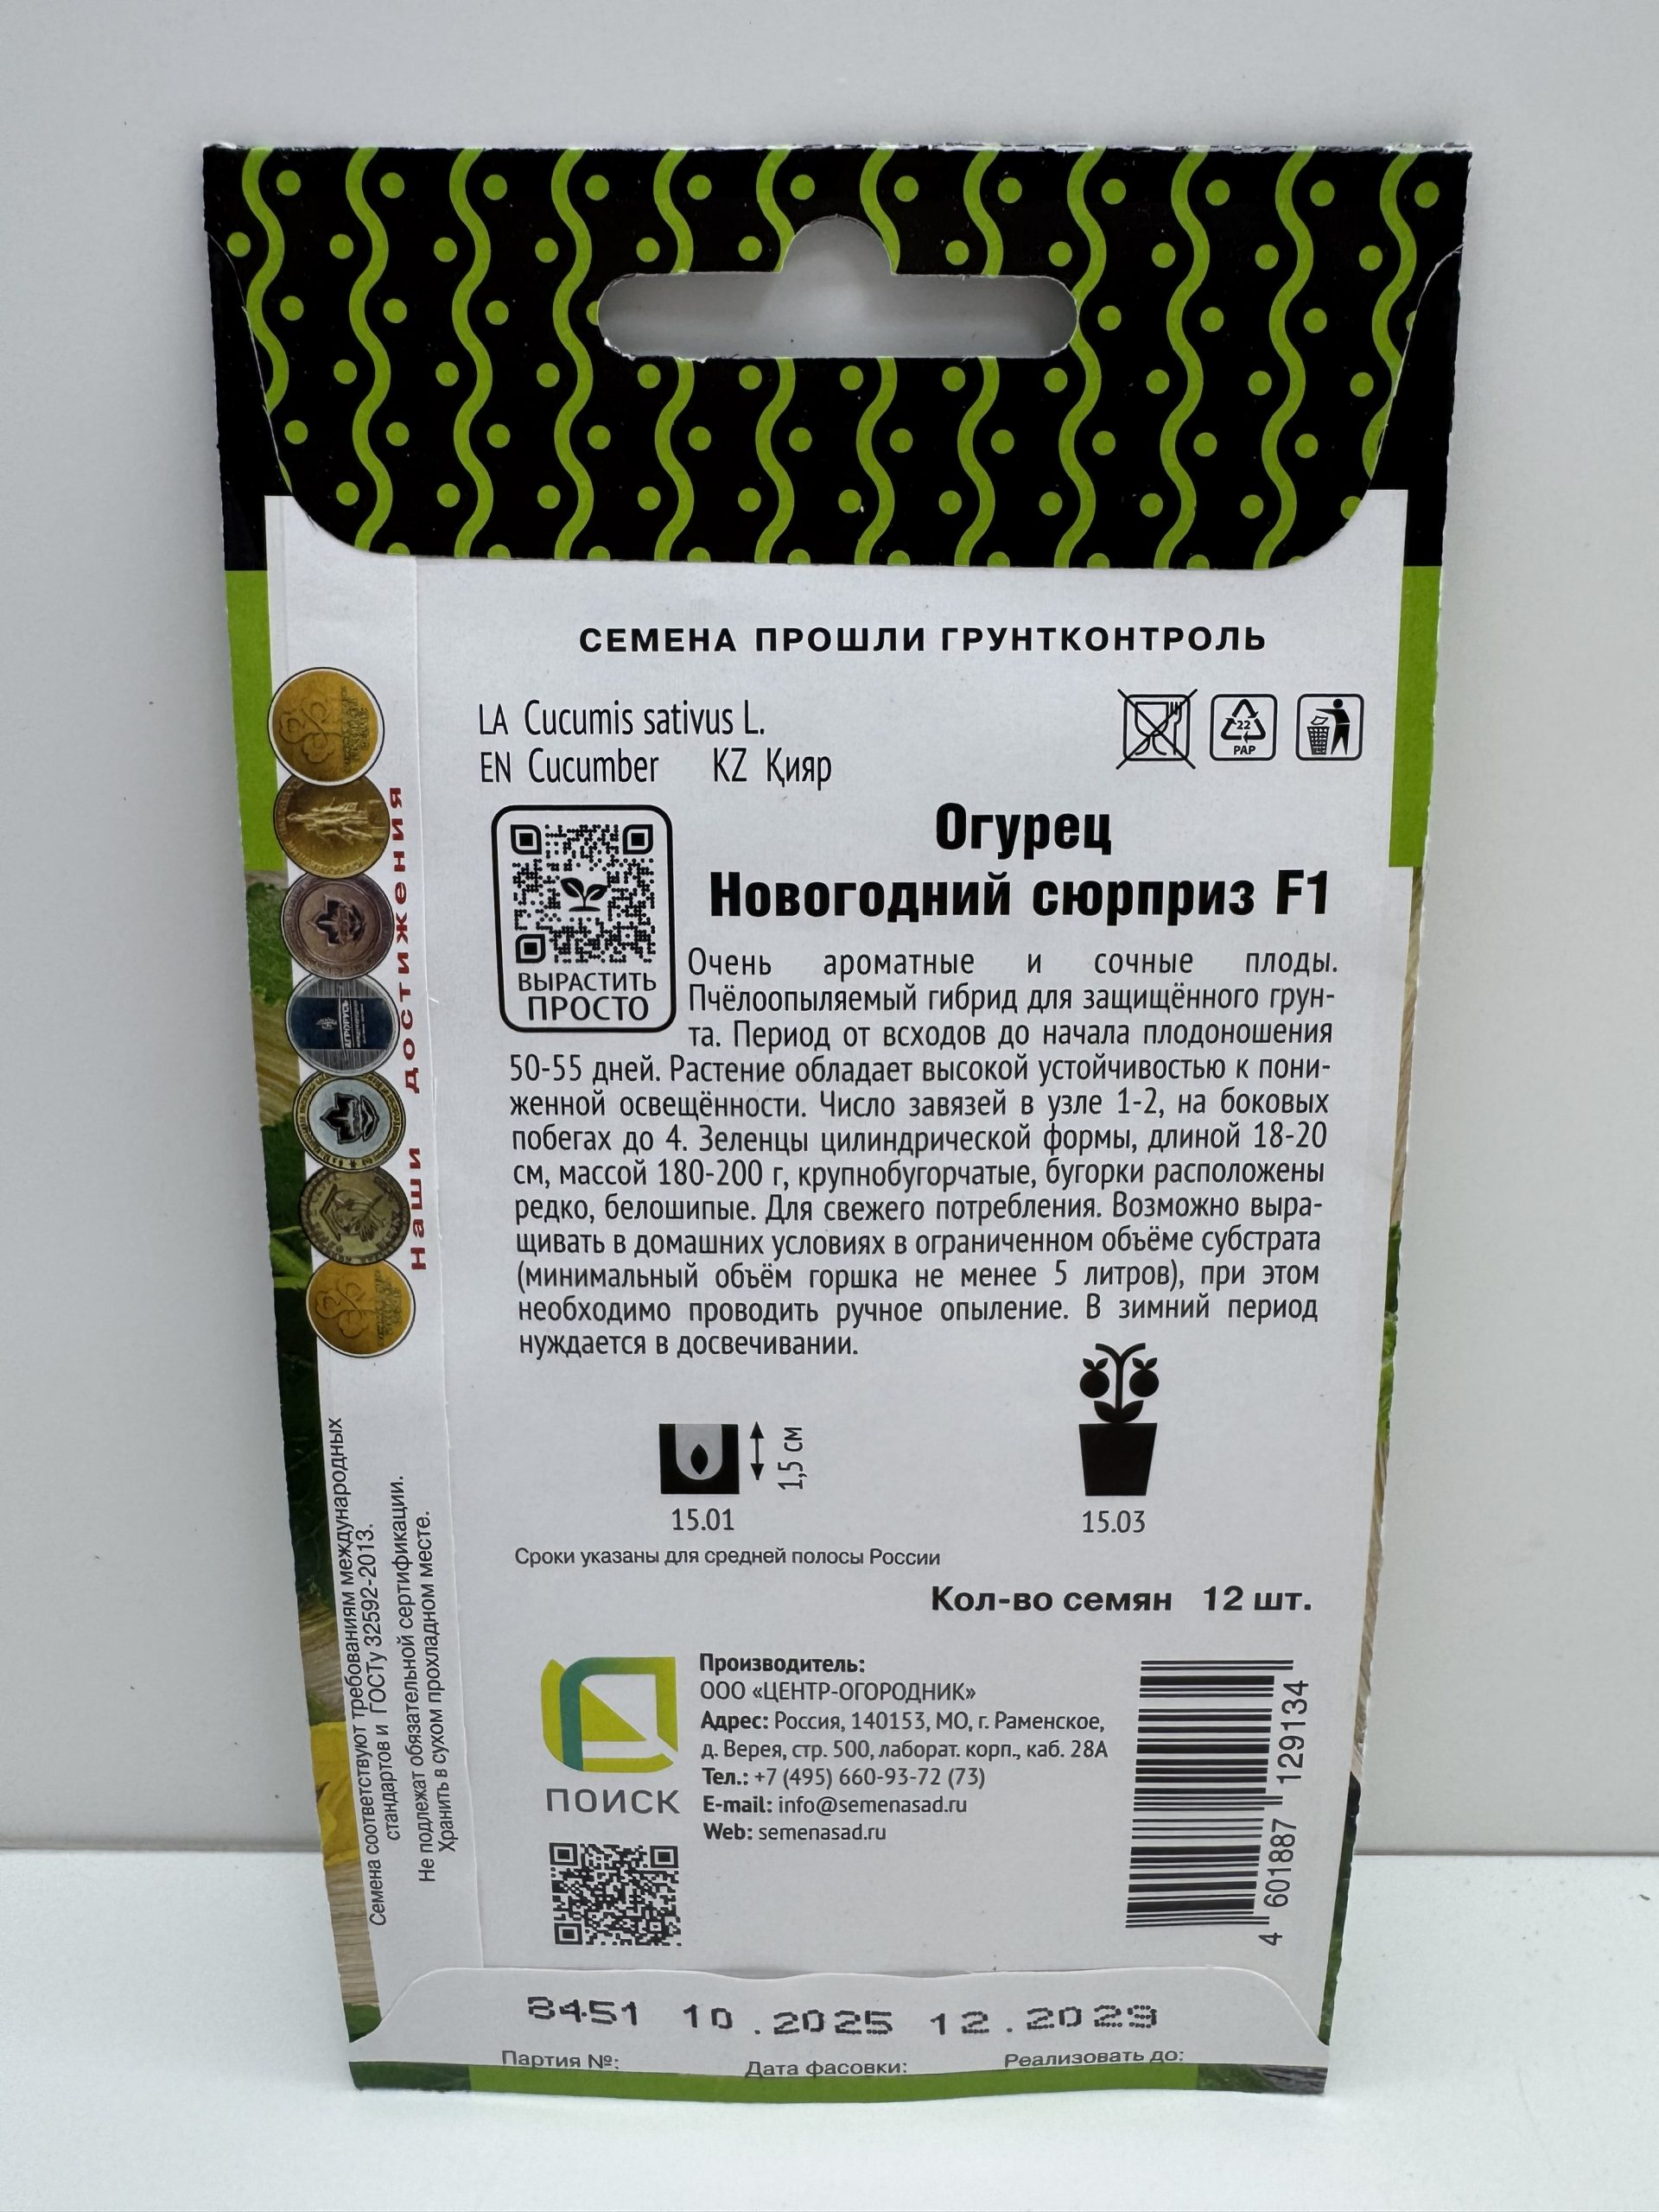 СЕМЕНА ПРОШЛИ ГРУНТКОНТРОЛЬ
LA Cucumis sativus L.
EN Cucumber KZ Қияр
22
PAP
Огурец
Новогодний сюрприз F1
ВЫРАСТИТЬ
ПРОСТО
Очень ароматные и сочные плоды.
Пчёлоопыляемый гибрид для защищённого грун-
та. Период от всходов до начала плодоношения
50-55 дней. Растение обладает высокой устойчивостью к пони-
женной освещённости. Число завязей в узле 1-2, на боковых
побегах до 4. Зеленцы цилиндрической формы, длиной 18-20
см, массой 180-200 г, крупнобугорчатые, бугорки расположены
редко, белошипые. Для свежего потребления. Возможно выра-
щивать в домашних условиях в ограниченном объёме субстрата
(минимальный объём горшка не менее 5 литров), при этом
необходимо проводить ручное опыление. В зимний период
нуждается в досвечивании.
1,5 см
15.01
15.03
Сроки указаны для средней полосы России
Кол-во семян 12 шт.
ПОИСК
Производитель:
ООО «ЦЕНТР-ОГОРОДНИК»
Адрес: Россия, 140153, МО, г. Раменское,
д. Верея, стр. 500, лаборат. корп., каб. 28А
Тел.: +7 (495) 660-93-72 (73)
E-mail: info@semenasad.ru
Web: semenasad.ru
4 601887 129134
наши достижения
АГРОРУСЬ
Семена соответствуют требованиям международных
стандартов и ГОСТу 32592-2013.
Не подлежат обязательной сертификации.
Хранить в сухом прохладном месте.
8451 10.2025 12.2029
Партия №: Дата фасовки: Реализовать до: